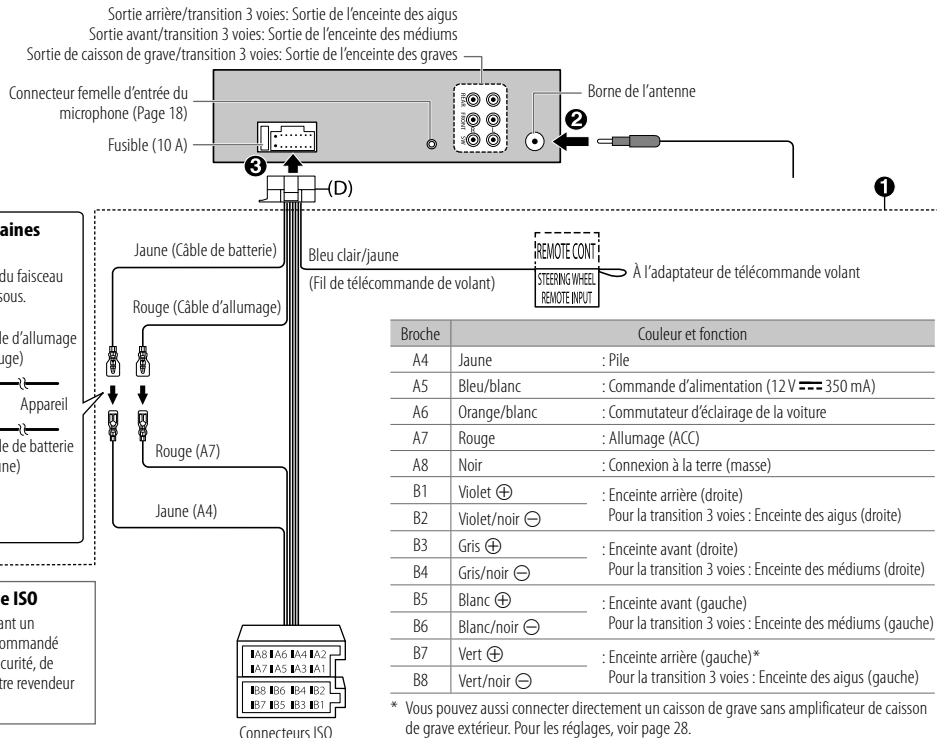 Sortie arrière/transition 3 voies: Sortie de l'enceinte des aigus
Sortie avant/transition 3 voies: Sortie de l'enceinte des médiums
Sortie de caisson de grave/transition 3 voies: Sortie de l'enceinte des graves
Connecteur femelle d'entrée du
microphone (Page 18)
Fusible (10 A)
REAR
FRONT
SW
Borne de l'antenne
❷
❸
(D)
❶
aines
du faisceau
sous.
le d'allumage
uge)
Appareil
le de batterie
une)
Jaune (Câble de batterie)
Rouge (Câble d'allumage)
Bleu clair/jaune
(Fil de télécommande de volant)
REMOTE CONT
STEERING WHEEL
REMOTE INPUT
À l'adaptateur de télécommande volant
Rouge (A7)
Jaune (A4)
Broche Couleur et fonction
A4 Jaune : Pile
A5 Bleu/blanc : Commande d'alimentation (12 V ⎓ 350 mA)
A6 Orange/blanc : Commutateur d'éclairage de la voiture
A7 Rouge : Allumage (ACC)
A8 Noir : Connexion à la terre (masse)
B1 Violet ⊕ : Enceinte arrière (droite)
B2 Violet/noir ⊖ Pour la transition 3 voies : Enceinte des aigus (droite)
B3 Gris ⊕ : Enceinte avant (droite)
B4 Gris/noir ⊖ Pour la transition 3 voies : Enceinte des médiums (droite)
B5 Blanc ⊕ : Enceinte avant (gauche)
B6 Blanc/noir ⊖ Pour la transition 3 voies : Enceinte des médiums (gauche)
B7 Vert ⊕ : Enceinte arrière (gauche)*
B8 Vert/noir ⊖ Pour la transition 3 voies : Enceinte des aigus (gauche)
* Vous pouvez aussi connecter directement un caisson de grave sans amplificateur de caisson
de grave extérieur. Pour les réglages, voir page 28.
e ISO
ant un
commandé
curité, de
tre revendeur
A8 A6 A4 A2
A7 A5 A3 A1
B8 B6 B4 B2
B7 B5 B3 B1
Connecteurs ISO